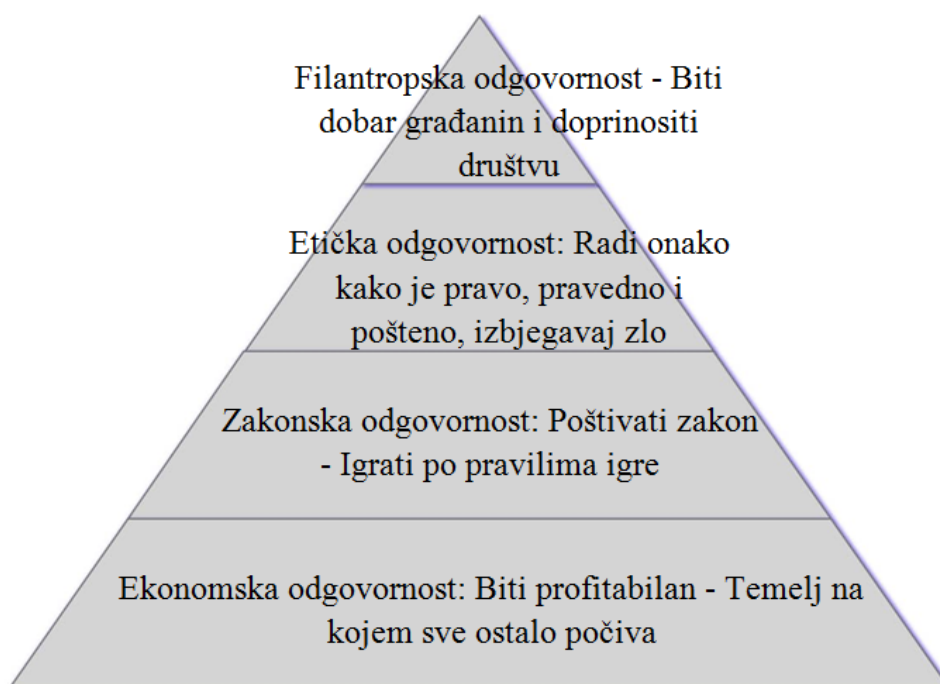 Filantropska odgovornost - Biti
dobar građanin i doprinositi
društvu
Etička odgovornost: Radi onako
kako je pravo, pravedno i
pošteno, izbjegavaj zlo
Zakonska odgovornost: Poštivati zakon
- Igrati po pravilima igre
Ekonomska odgovornost: Biti profitabilan - Temelj na
kojem sve ostalo počiva